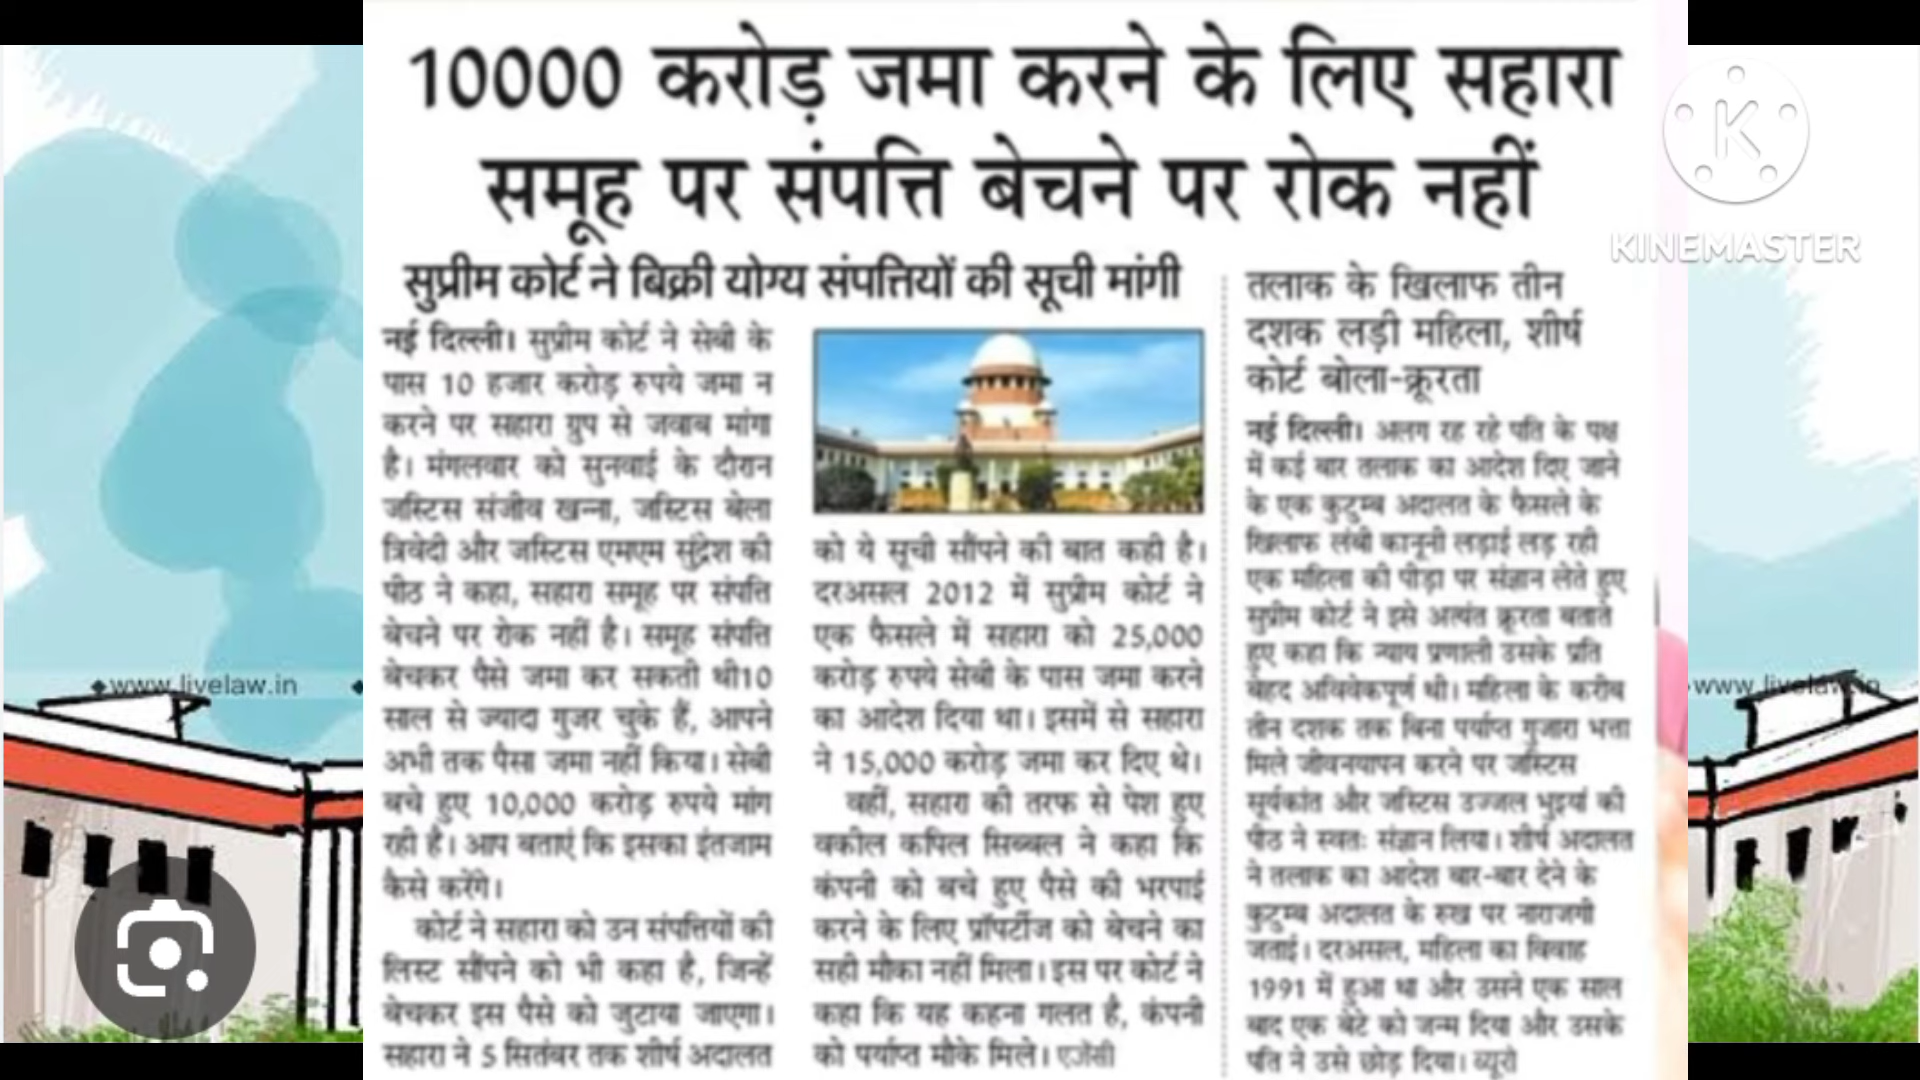 10000 करोड़ जमा करने के लिए सहारा
समूह पर संपत्ति बेचने पर रोक नहीं
सुप्रीम कोर्ट ने बिक्री योग्य संपत्तियों की सूची मांगी
नई दिल्ली। सुप्रीम कोर्ट ने सेबी के
पास 10 हजार करोड़ रुपये जमा न
करने पर सहारा ग्रुप से जवाब मांगा
है। मंगलवार को सुनवाई के दौरान
जस्टिस संजीव खन्ना, जस्टिस बेला
त्रिवेदी और जस्टिस एमएम सुंद्रेश की
पीठ ने कहा, सहारा समूह पर संपत्ति
बेचने पर रोक नहीं है। समूह संपत्ति
बेचकर पैसे जमा कर सकती थी10
साल से ज्यादा गुजर चुके हैं, आपने
अभी तक पैसा जमा नहीं किया। सेबी
बचे हुए 10,000 करोड़ रुपये मांग
रही है। आप बताएं कि इसका इंतजाम
कैसे करेंगे।
कोर्ट ने सहारा को उन संपत्तियों की
लिस्ट सौंपने को भी कहा है, जिन्हें
बेचकर इस पैसे को जुटाया जाएगा।
सहारा ने 5 सितंबर तक शीर्ष अदालत
को ये सूची सौंपने की बात कही है।
दरअसल 2012 में सुप्रीम कोर्ट ने
एक फैसले में सहारा को 25,000
करोड़ रुपये सेबी के पास जमा करने
का आदेश दिया था। इसमें से सहारा
ने 15,000 करोड़ जमा कर दिए थे।
वहीं, सहारा की तरफ से पेश हुए
वकील कपिल सिब्बल ने कहा कि
कंपनी को बचे हुए पैसे की भरपाई
करने के लिए प्रॉपर्टीज को बेचने का
सही मौका नहीं मिला। इस पर कोर्ट ने
कहा कि यह कहना गलत है, कंपनी
को पर्याप्त मौके मिले। एजेंसी
तलाक के खिलाफ तीन
दशक लड़ी महिला, शीर्ष
कोर्ट बोला-क्रूरता
नई दिल्ली। अलग रह रहे पति के पक्ष
में कई बार तलाक का आदेश दिए जाने
के एक कुटुम्ब अदालत के फैसले के
खिलाफ लंबी कानूनी लड़ाई लड़ रही
एक महिला की पीड़ा पर संज्ञान लेते हुए
सुप्रीम कोर्ट ने इसे अत्यंत क्रूरता बताते
हुए कहा कि न्याय प्रणाली उसके प्रति
बेहद अविवेकपूर्ण थी। महिला के करीब
तीन दशक तक बिना पर्याप्त गुजारा भत्ता
मिले जीवनयापन करने पर जस्टिस
सूर्यकांत और जस्टिस उज्जल भुइयां की
पीठ ने स्वतः संज्ञान लिया। शीर्ष अदालत
ने तलाक का आदेश बार-बार देने के
कुटुम्ब अदालत के रुख पर नाराजगी
जताई। दरअसल, महिला का विवाह
1991 में हुआ था और उसने एक साल
बाद एक बेटे को जन्म दिया और उसके
पति ने उसे छोड़ दिया। ब्यूरो
K
KINEMASTER
www.livelaw.in
www.livelaw.in